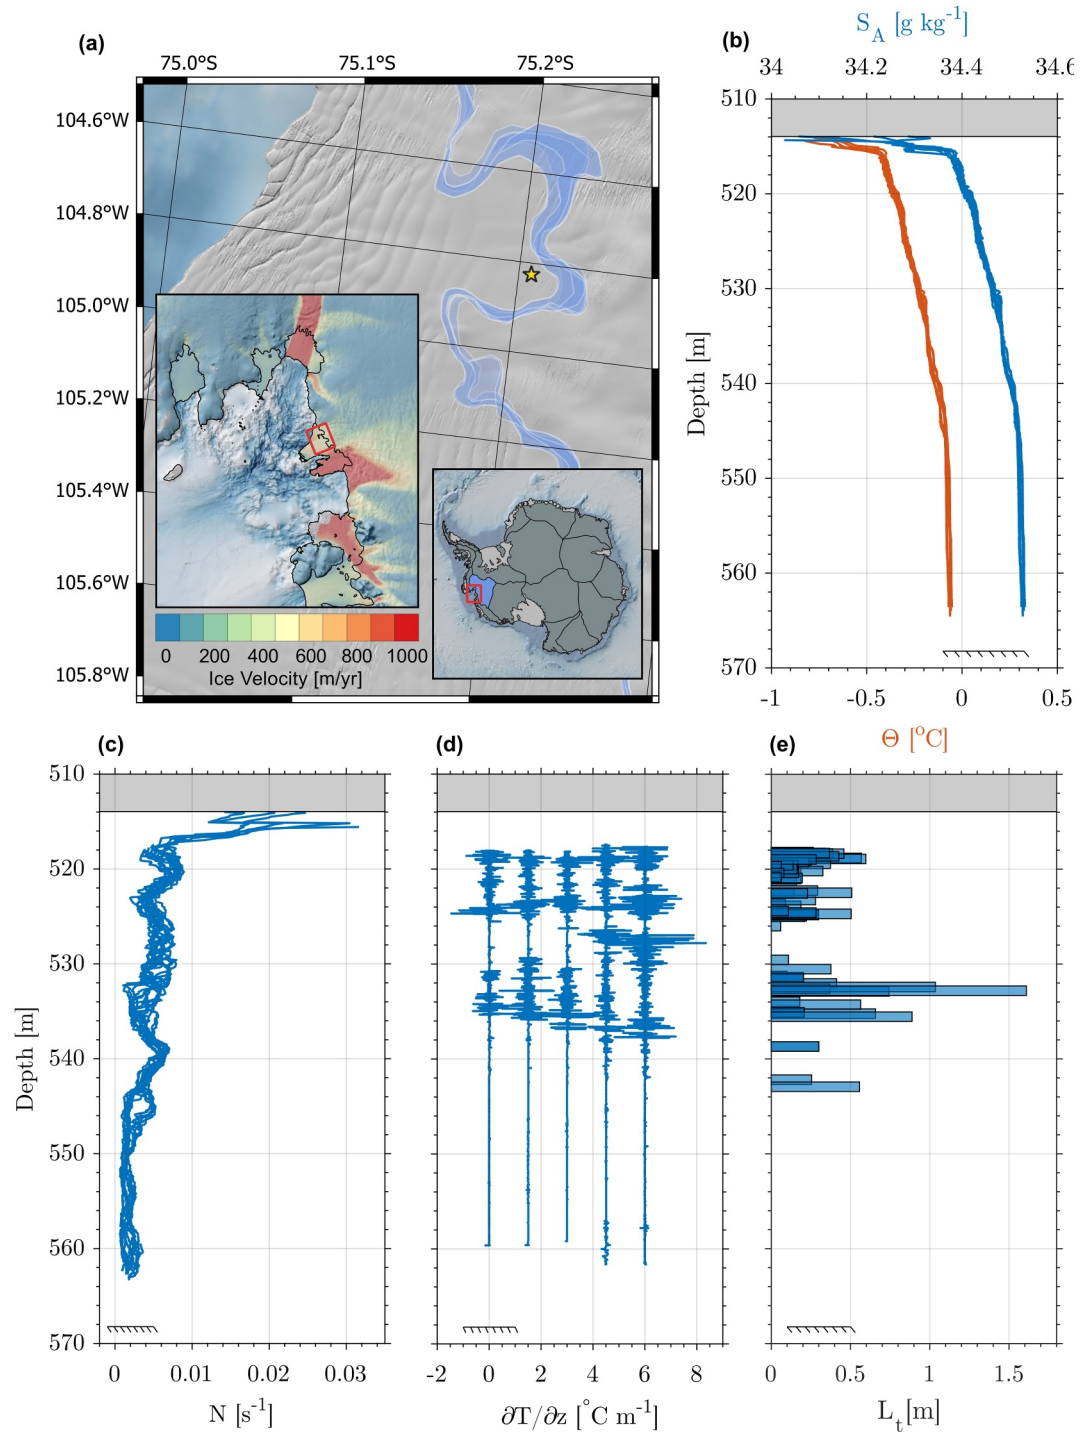 (a)
75.0°S 75.1°S 75.2°S
104.6°W
104.8°W
105.0°W
105.2°W
105.4°W
105.6°W
105.8°W
0 200 400 600 800 1000
Ice Velocity [m/yr]
(b)
S_A [g kg^-1]
34 34.2 34.4 34.6
510
520
530
540
550
560
570
Depth [m]
-1 -0.5 0 0.5
Θ [°C]
(c)
510
520
530
540
550
560
570
Depth [m]
0 0.01 0.02 0.03
N [s^-1]
(d)
-2 0 2 4 6 8
∂T/∂z [°C m^-1]
(e)
0 0.5 1 1.5
L_t[m]